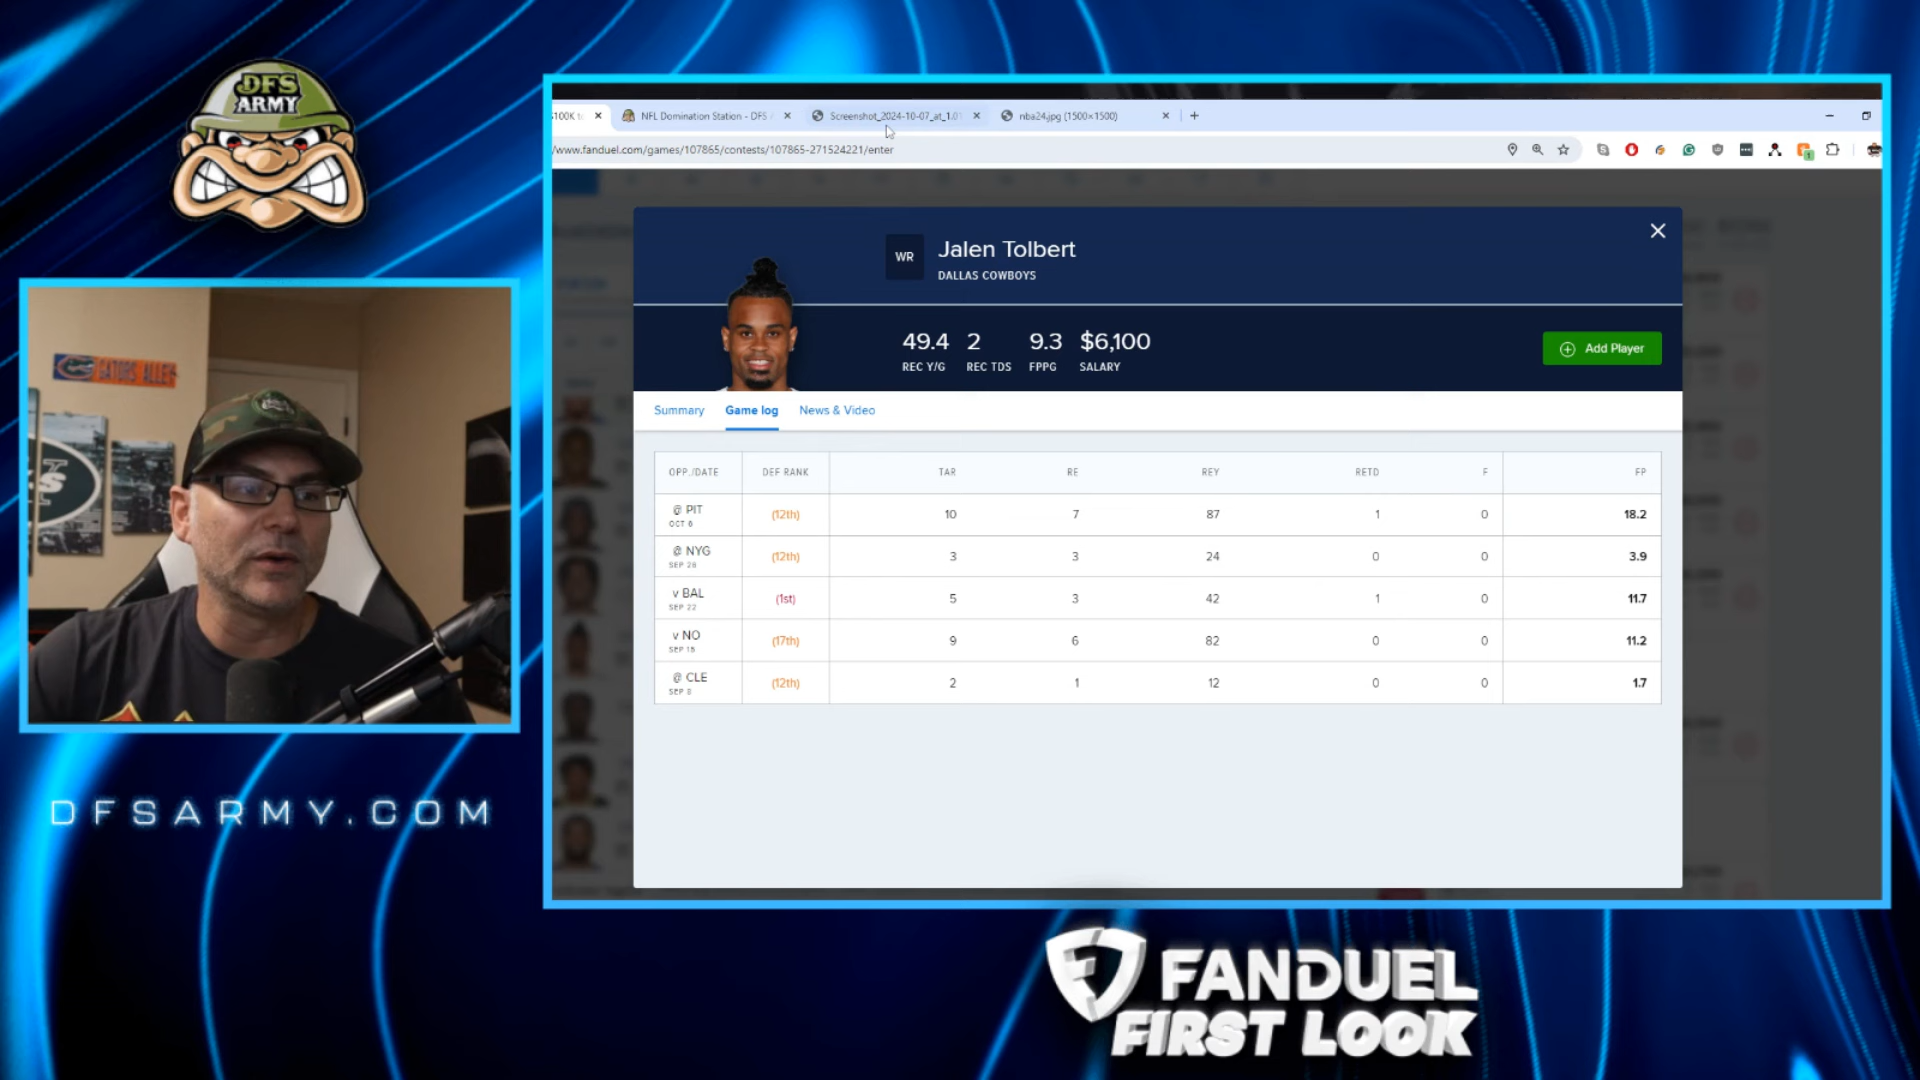 DFS
ARMY
$100K to
NFL Domination Station - DFS
Screenshot_2024-10-07_at_1.01
nba24.jpg (1500×1500)
/www.fanduel.com/games/107865/contests/107865-271524221/enter
WR
Jalen Tolbert
DALLAS COWBOYS
49.4 2 9.3 $6,100
REC Y/G REC TDS FPPG SALARY
Add Player
Summary Game log News & Video
OPP./DATE DEF RANK TAR RE REY RETD F FP
@ PIT (12th) 10 7 87 1 0 18.2
OCT 6
@ NYG (12th) 3 3 24 0 0 3.9
SEP 26
v BAL (1st) 5 3 42 1 0 11.7
SEP 22
v NO (17th) 9 6 82 0 0 11.2
SEP 15
@ CLE (12th) 2 1 12 0 0 1.7
SEP 8
GATORS ALLEY
DFSARMY.COM
FANDUEL
FIRST LOOK